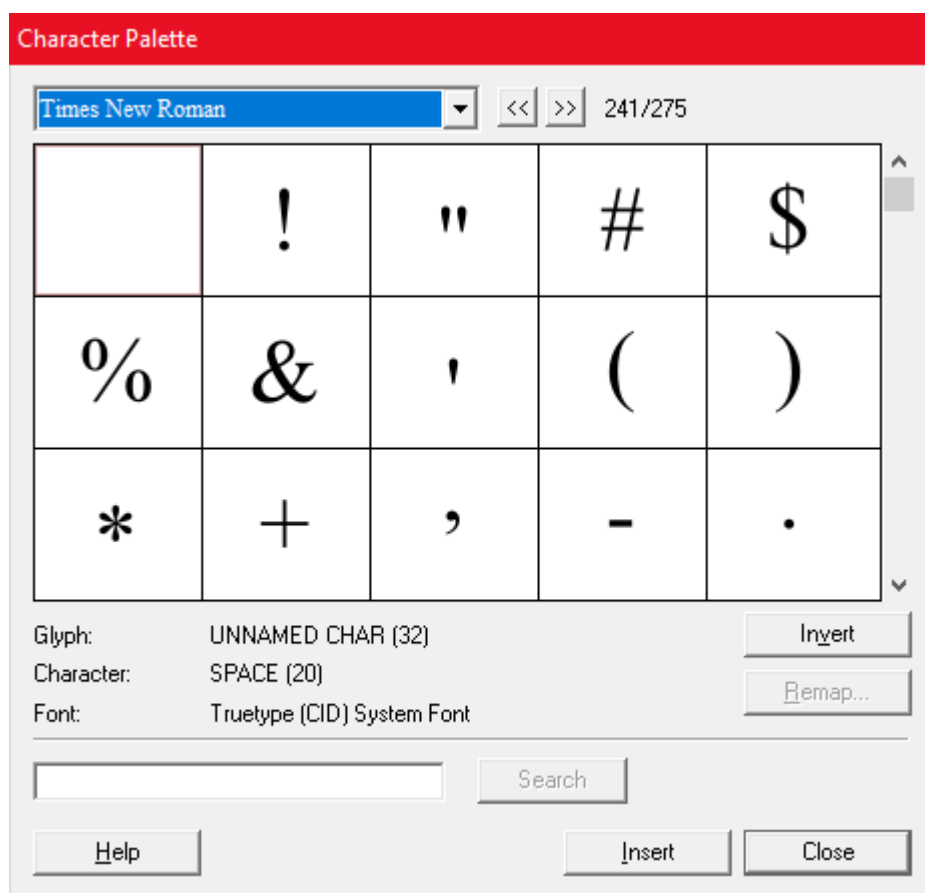 Character Palette
Times New Roman << >> 241/275
! " # $
% & ' ( )
* + , - .
Glyph: UNNAMED CHAR (32) Invert
Character: SPACE (20) Remap...
Font: Truetype (CID) System Font
Search
Help Insert Close